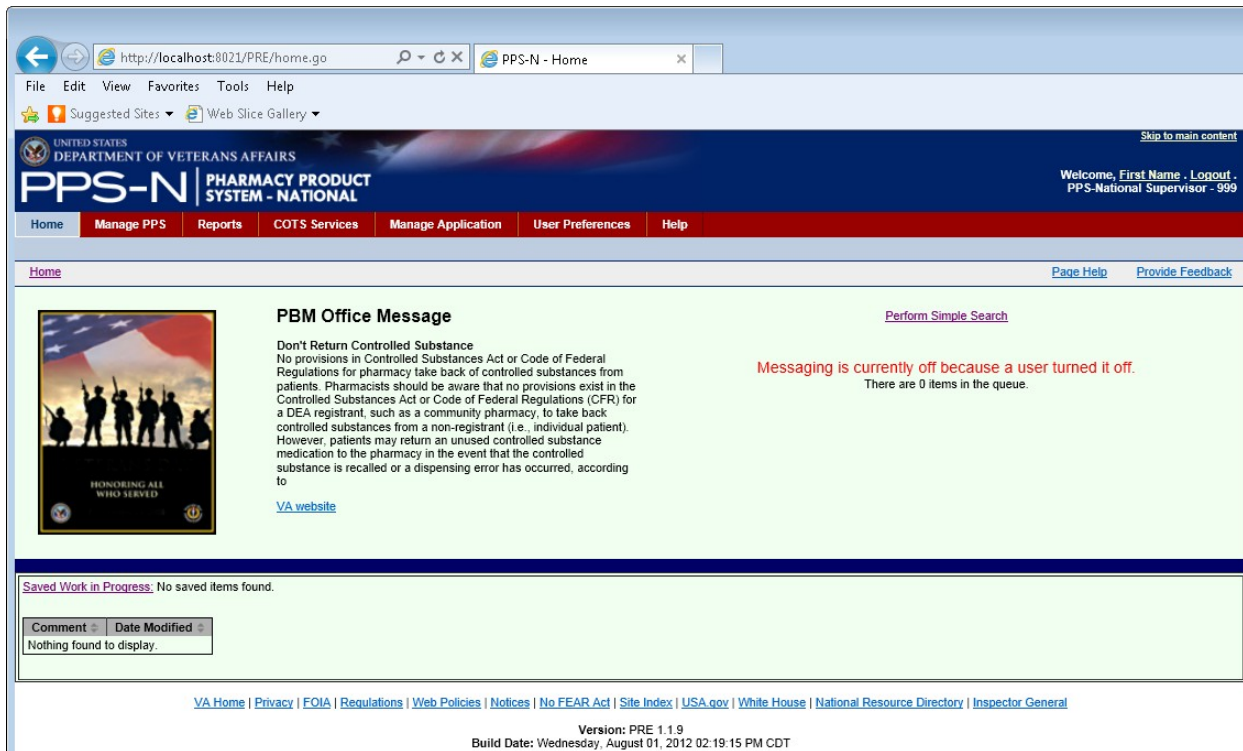 http://localhost:8021/PRE/home.go
PPS-N - Home
File Edit View Favorites Tools Help
Suggested Sites Web Slice Gallery
Skip to main content
UNITED STATES
DEPARTMENT OF VETERANS AFFAIRS
PPS-N PHARMACY PRODUCT
SYSTEM - NATIONAL
Welcome, First Name . Logout .
PPS-National Supervisor - 999
Home Manage PPS Reports COTS Services Manage Application User Preferences Help
Home Page Help Provide Feedback
PBM Office Message
Don't Return Controlled Substance
No provisions in Controlled Substances Act or Code of Federal
Regulations for pharmacy take back of controlled substances from
patients. Pharmacists should be aware that no provisions exist in the
Controlled Substances Act or Code of Federal Regulations (CFR) for
a DEA registrant, such as a community pharmacy, to take back
controlled substances from a non-registrant (i.e., individual patient).
However, patients may return an unused controlled substance
medication to the pharmacy in the event that the controlled
substance is recalled or a dispensing error has occurred, according
to
VA website
Perform Simple Search
Messaging is currently off because a user turned it off.
There are 0 items in the queue.
HONORING ALL
WHO SERVED
Saved Work in Progress: No saved items found.
Comment Date Modified
Nothing found to display.
VA Home | Privacy | FOIA | Regulations | Web Policies | Notices | No FEAR Act | Site Index | USA.gov | White House | National Resource Directory | Inspector General
Version: PRE 1.1.9
Build Date: Wednesday, August 01, 2012 02:19:15 PM CDT